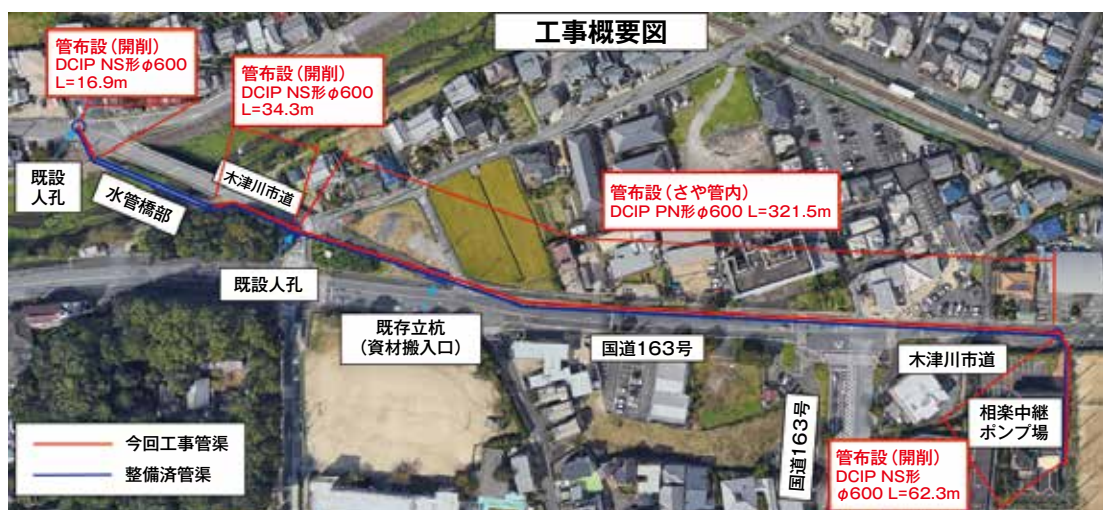 工事概要図
管布設（開削）
DCIP NS形φ600
L=16.9m
管布設（開削）
DCIP NS形φ600
L=34.3m
既設
人孔
水管橋部
木津川市道
管布設（さや管内）
DCIP PN形φ600 L=321.5m
既設人孔
既存立杭
（資材搬入口）
国道163号
国道163号
木津川市道
相楽中継
ポンプ場
管布設（開削）
DCIP NS形
φ600 L=62.3m
今回工事管渠
整備済管渠